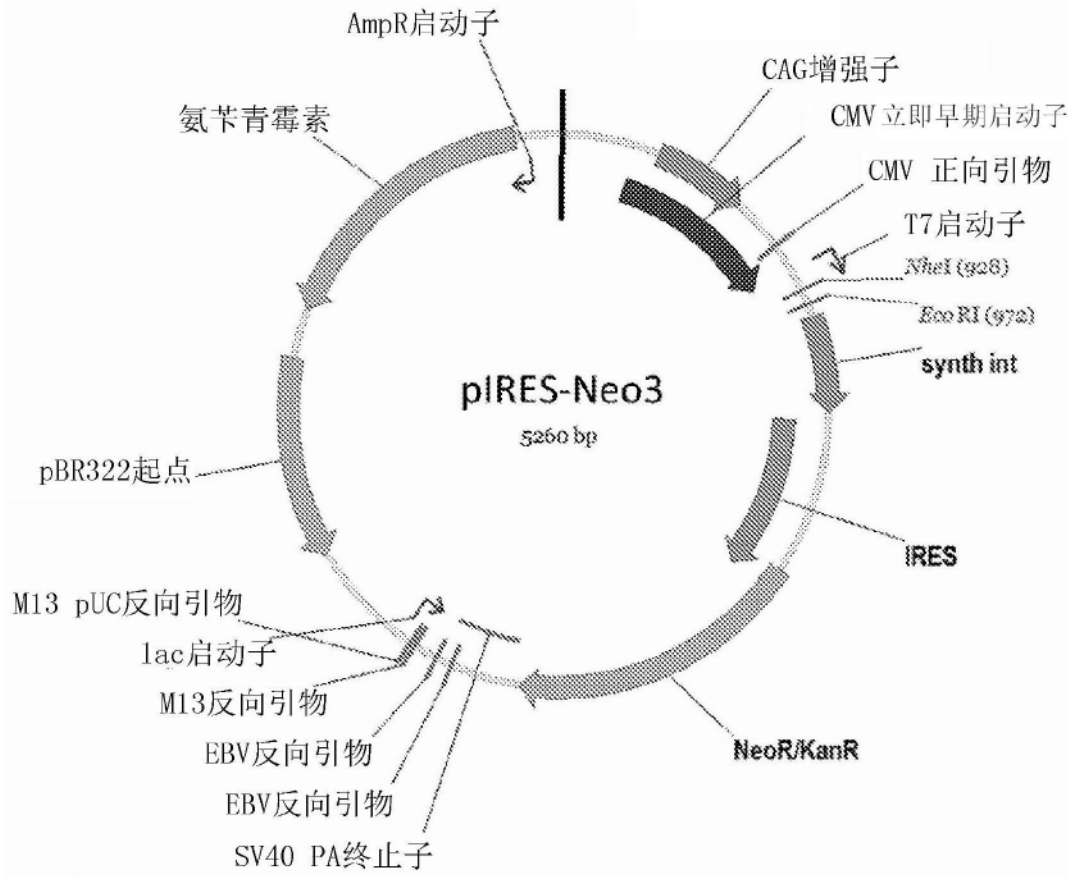 AmpR启动子
CAG增强子
氨苄青霉素
CMV立即早期启动子
CMV 正向引物
T7启动子
NheI (928)
EcoRI (972)
synth int
pIRES-Neo3
5260 bp
pBR322起点
IRES
M13 pUC反向引物
lac启动子
M13反向引物
EBV反向引物
NeoR/KanR
EBV反向引物
SV40 PA终止子